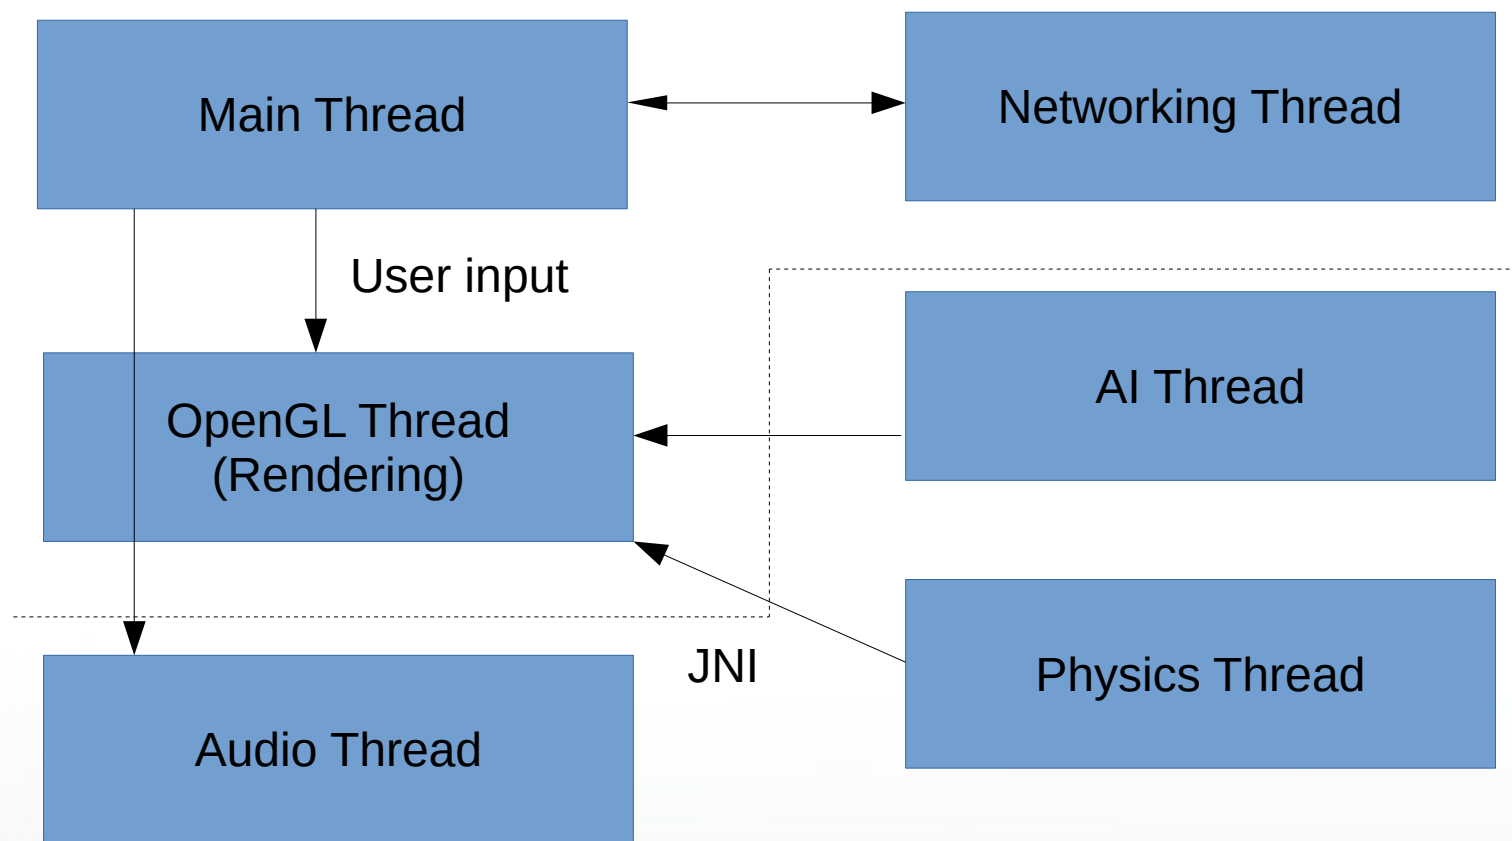 Main Thread
Networking Thread
User input
OpenGL Thread
(Rendering)
AI Thread
JNI
Physics Thread
Audio Thread